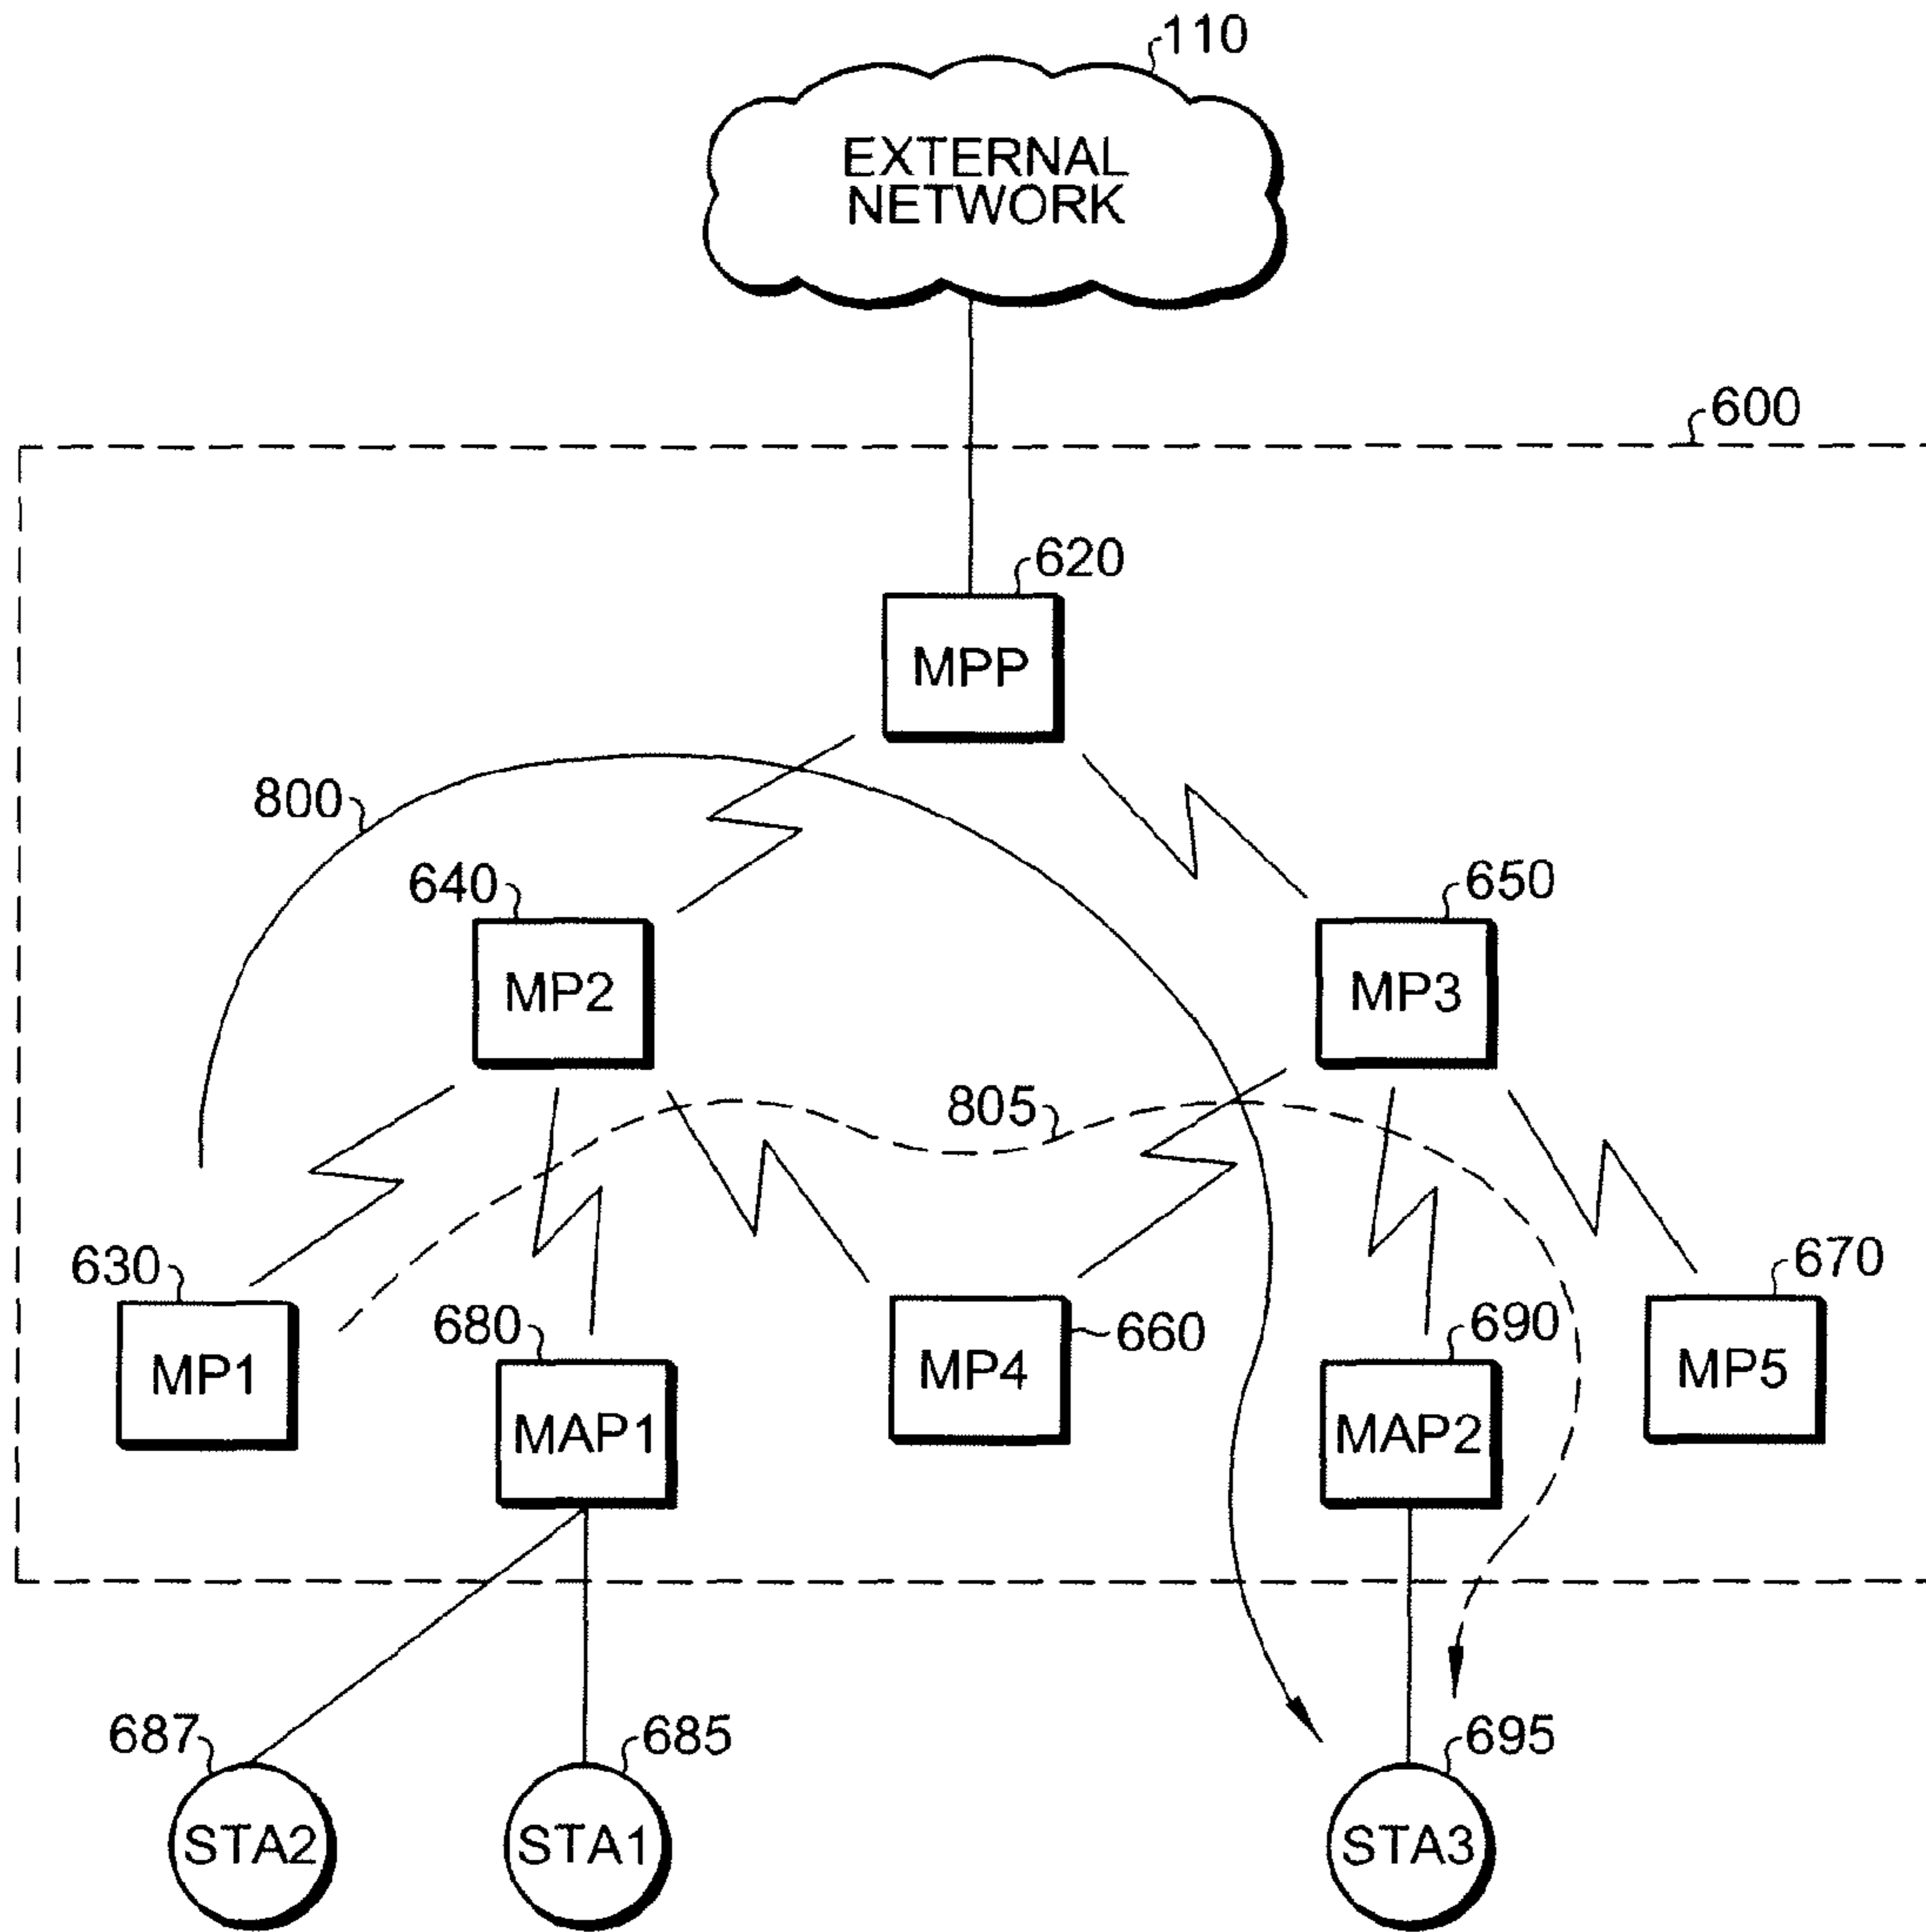 110
EXTERNAL
NETWORK
600
620
MPP
800
640
650
MP2
MP3
805
630
680
660
690
670
MP1
MAP1
MP4
MAP2
MP5
687
685
695
STA2
STA1
STA3